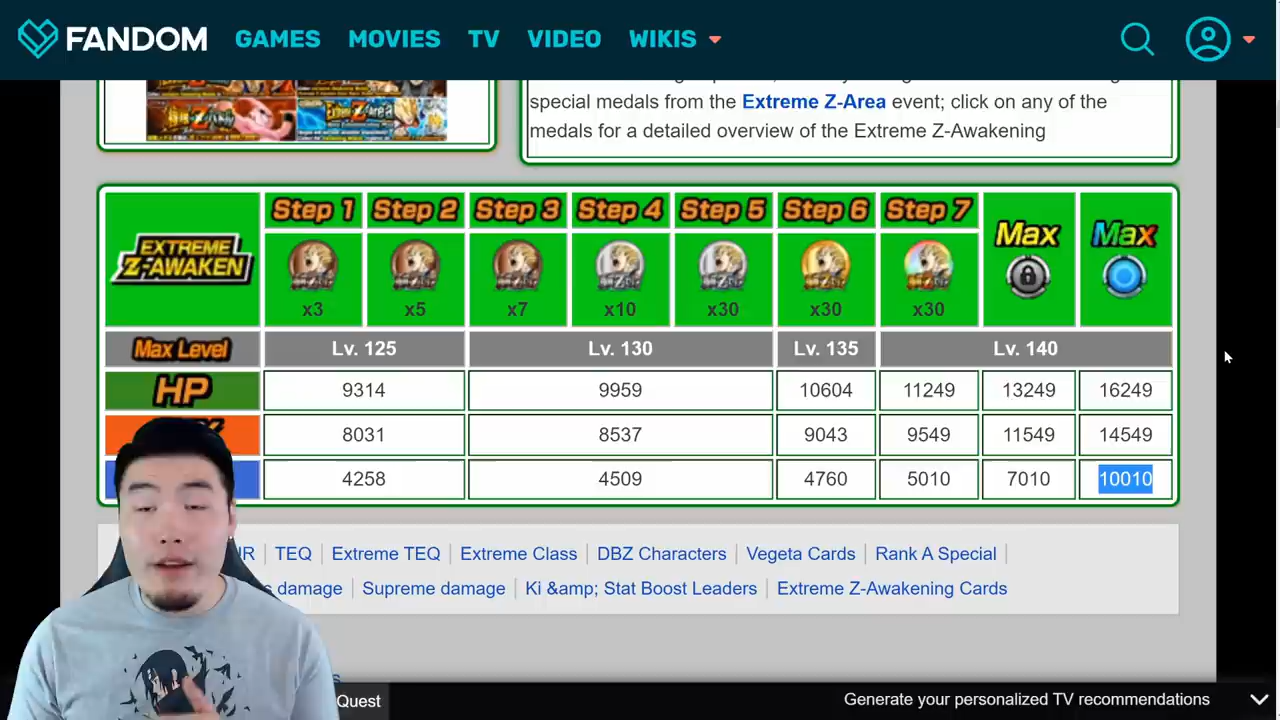 FANDOM GAMES MOVIES TV VIDEO WIKIS
special medals from the Extreme Z-Area event; click on any of the
medals for a detailed overview of the Extreme Z-Awakening
EXTREME Z-AWAKEN Step 1 Step 2 Step 3 Step 4 Step 5 Step 6 Step 7 Max Max
x3 x5 x7 x10 x30 x30 x30
Max Level Lv. 125 Lv. 130 Lv. 135 Lv. 140
HP 9314 9959 10604 11249 13249 16249
8031 8537 9043 9549 11549 14549
4258 4509 4760 5010 7010 10010
TEQ Extreme TEQ Extreme Class DBZ Characters Vegeta Cards Rank A Special
damage Supreme damage Ki &amp; Stat Boost Leaders Extreme Z-Awakening Cards
Quest
Generate your personalized TV recommendations